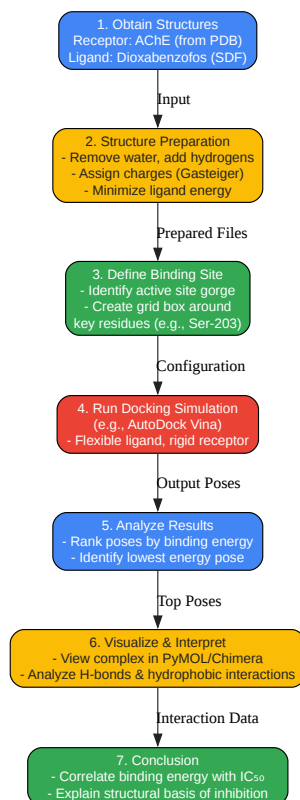 1. Obtain Structures
Receptor: AChE (from PDB)
Ligand: Dioxabenzofos (SDF)
Input
2. Structure Preparation
- Remove water, add hydrogens
- Assign charges (Gasteiger)
- Minimize ligand energy
Prepared Files
3. Define Binding Site
- Identify active site gorge
- Create grid box around
key residues (e.g., Ser-203)
Configuration
4. Run Docking Simulation
(e.g., AutoDock Vina)
- Flexible ligand, rigid receptor
Output Poses
5. Analyze Results
- Rank poses by binding energy
- Identify lowest energy pose
Top Poses
6. Visualize & Interpret
- View complex in PyMOL/Chimera
- Analyze H-bonds & hydrophobic interactions
Interaction Data
7. Conclusion
- Correlate binding energy with IC₅₀
- Explain structural basis of inhibition